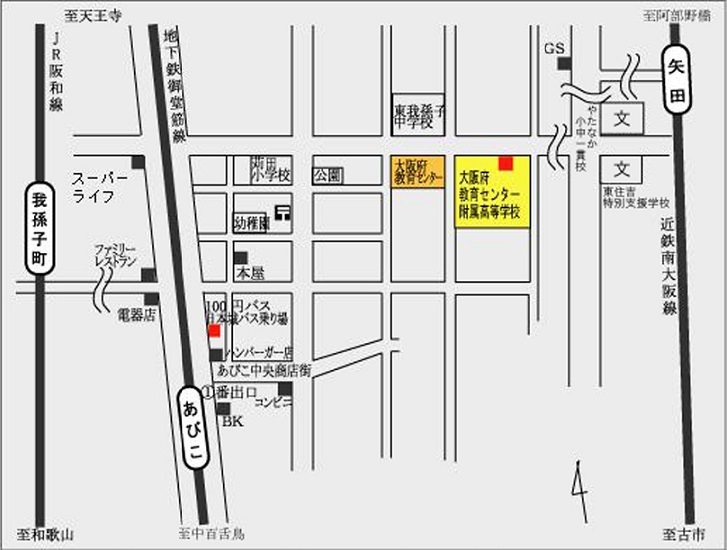 至天王寺
至阿部野橋
JR阪和線
地下鉄御堂筋線
GS
矢田
東我孫子
中学校
やたなか
小中一貫校
文
文
スーパー
ライフ
苅田
小学校
公園
大阪府
教育センター
大阪府
教育センター
附属高等学校
東住吉
特別支援学校
我孫子町
幼稚園
〒
近鉄南大阪線
ファミリー
レストラン
本屋
電器店
100円バス
日本城バス乗り場
ハンバーガー店
あびこ中央商店街
①番出口
コンビニ
あびこ
BK
至和歌山
至中百舌鳥
至古市